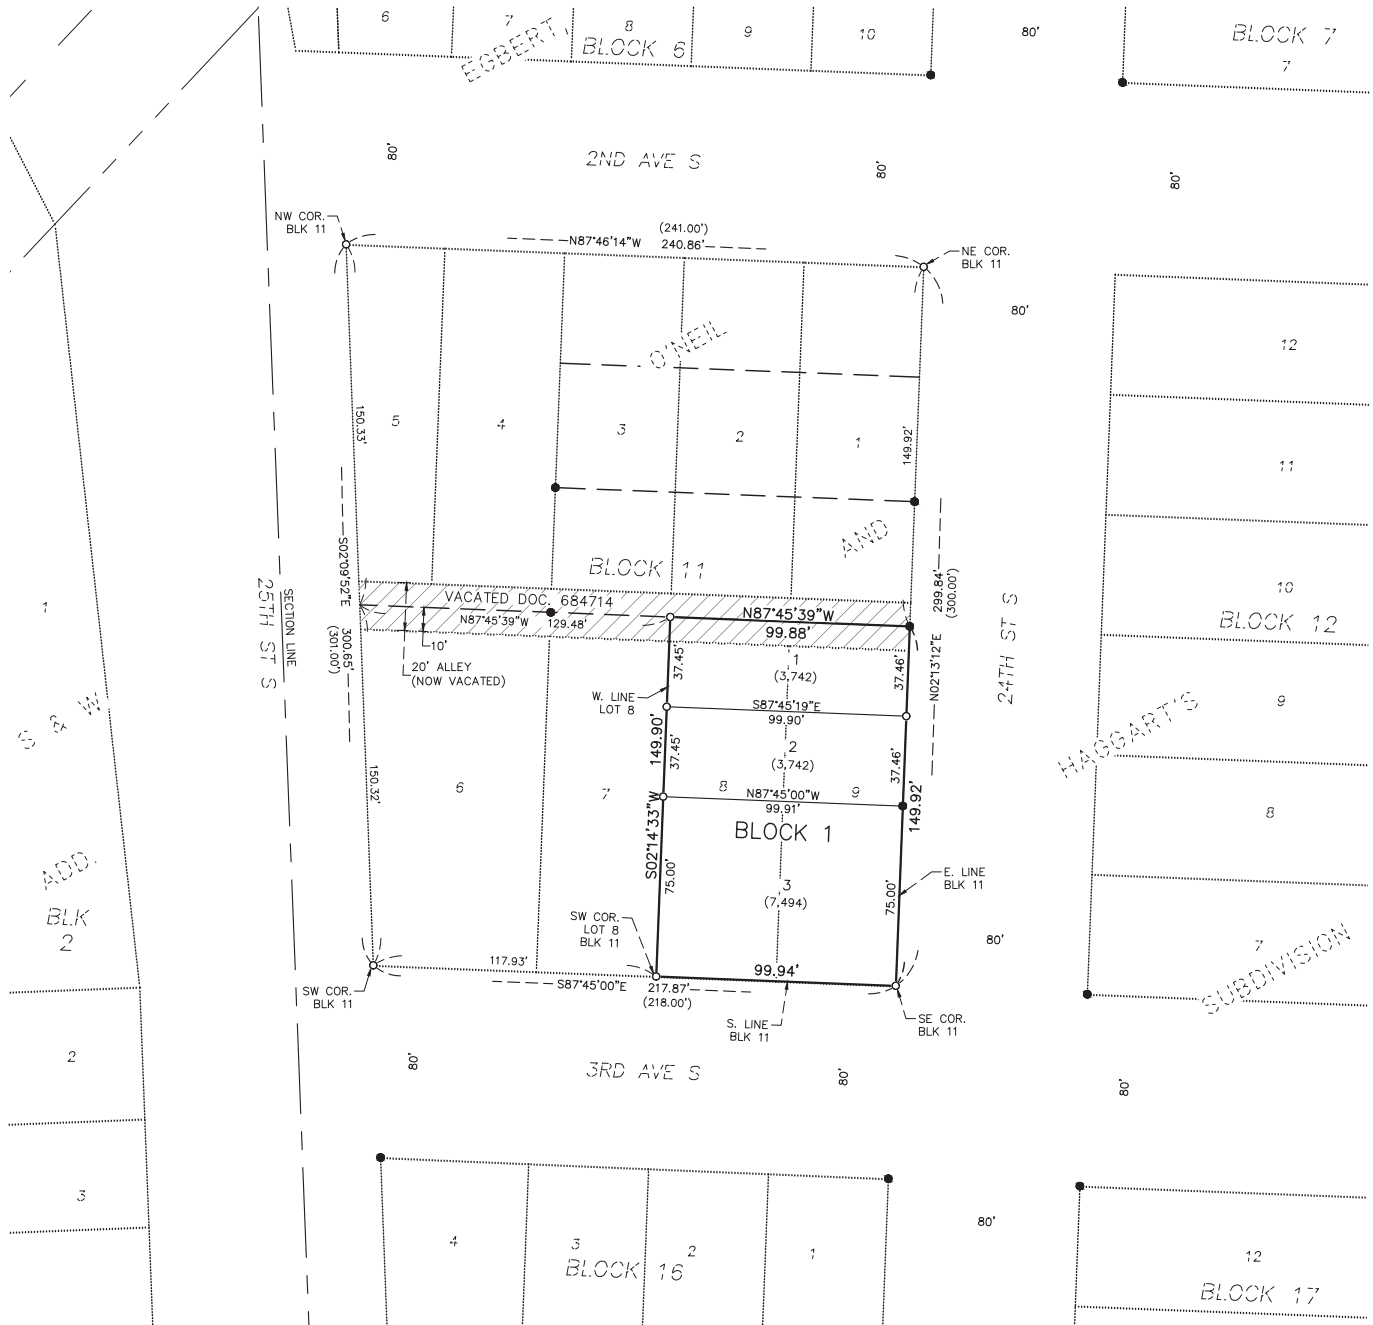 6
7
8
9
10
BLOCK 6
80'
BLOCK 7
7
EGBERT,
80'
2ND AVE S
80'
80'
NW COR.
BLK 11
(241.00')
N87°46'14"W 240.86'
NE COR.
BLK 11
80'
O'NEIL
12
5
4
3
2
1
150.33'
149.92'
11
AND
S02°09'52"E
300.65'
(301.00')
BLOCK 11
VACATED DOC. 684714
N87°45'39"W 129.48'
N87°45'39"W
99.88'
299.84'
(300.00')
N02°13'12"E
10
BLOCK 12
1
SECTION LINE
25TH ST S
10'
20' ALLEY
(NOW VACATED)
37.45'
1
(3,742)
37.46'
24TH ST S
W. LINE
LOT 8
S87°45'19"E
99.90'
9
S & W
HAGGART'S
149.90'
37.45'
2
(3,742)
37.46'
150.32'
6
7
8
9
N87°45'00"W
99.91'
8
BLOCK 1
149.92'
S02°14'33"W
ADD.
75.00'
3
(7,494)
75.00'
E. LINE
BLK 11
BLK
2
SW COR.
LOT 8
BLK 11
80'
7
SUBDIVISION
117.93'
99.94'
SW COR.
BLK 11
S87°45'00"E 217.87'
(218.00')
S. LINE
BLK 11
SE COR.
BLK 11
2
80'
3RD AVE S
80'
80'
3
4
3
2
1
BLOCK 16
80'
12
BLOCK 17